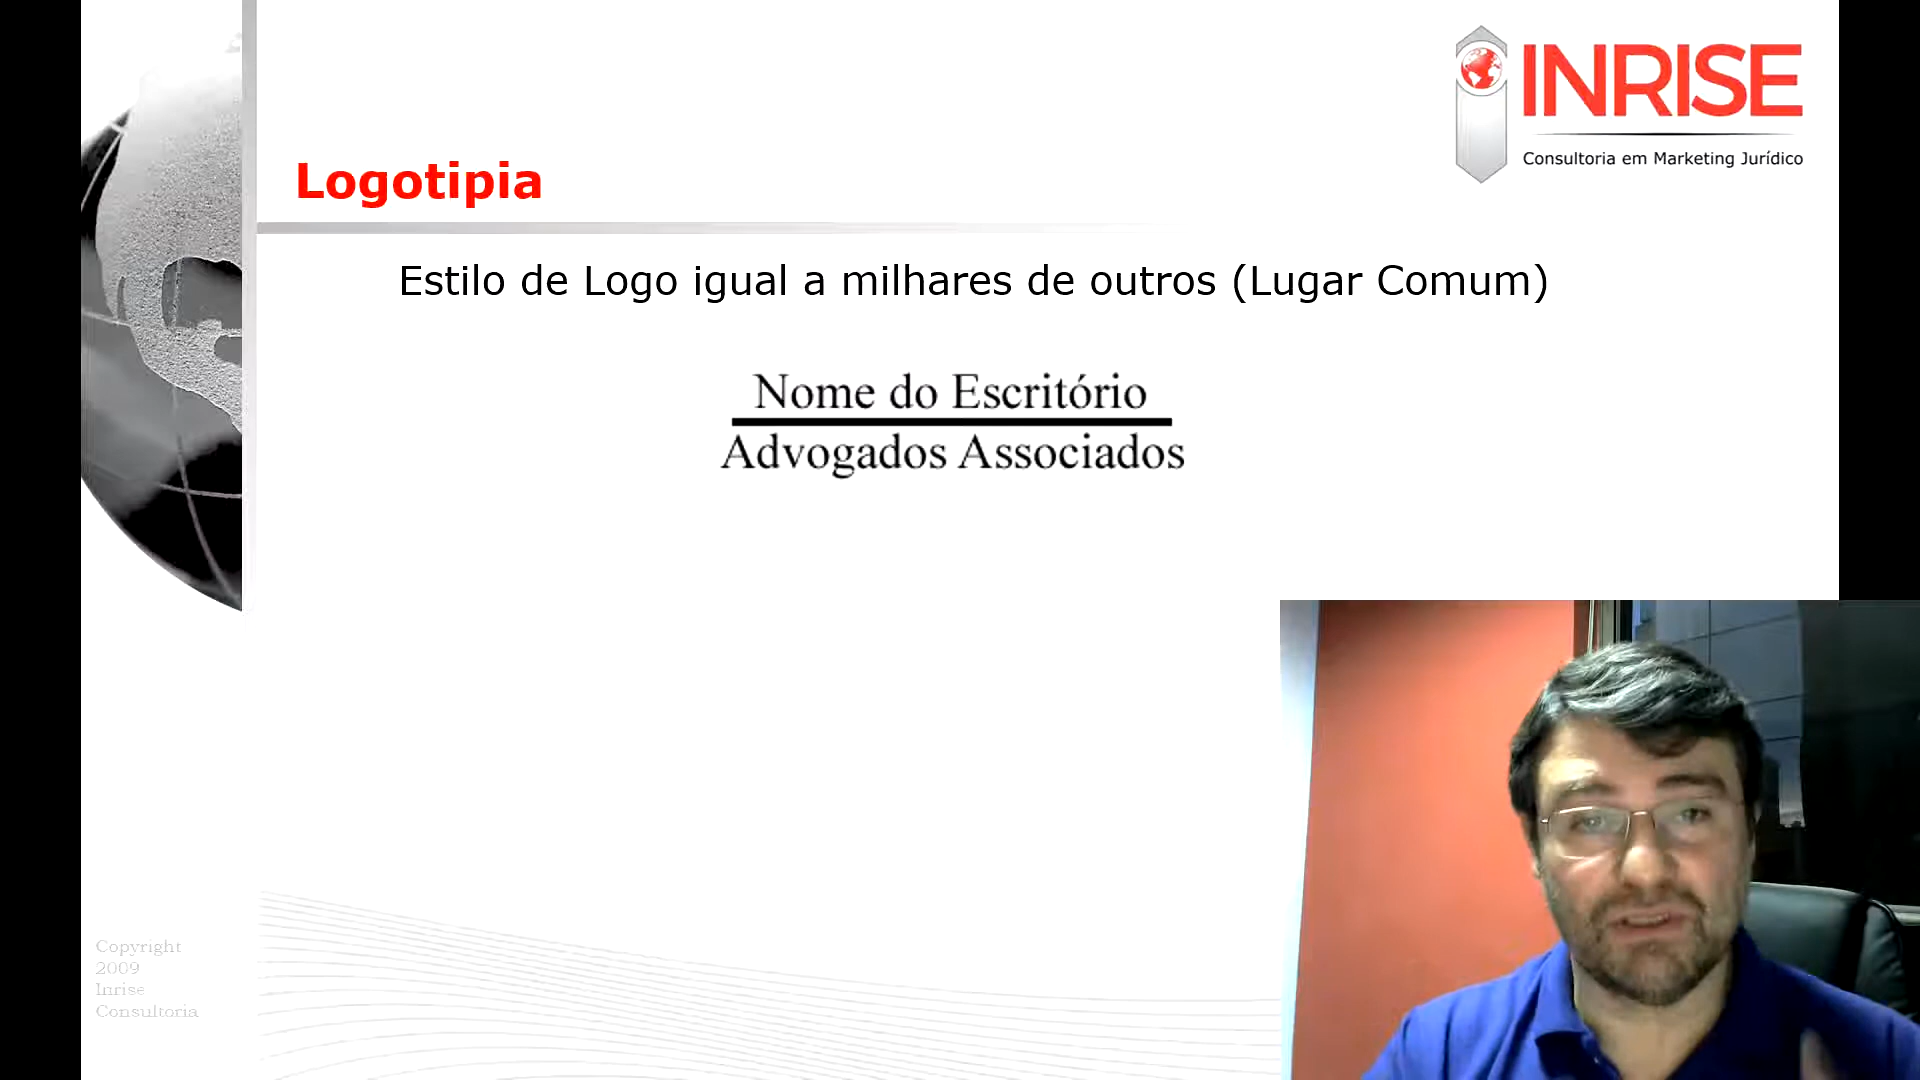 INRISE
Consultoria em Marketing Jurídico
Logotipia
Estilo de Logo igual a milhares de outros (Lugar Comum)
Nome do Escritório
Advogados Associados
Copyright
2009
Inrise
Consultoria